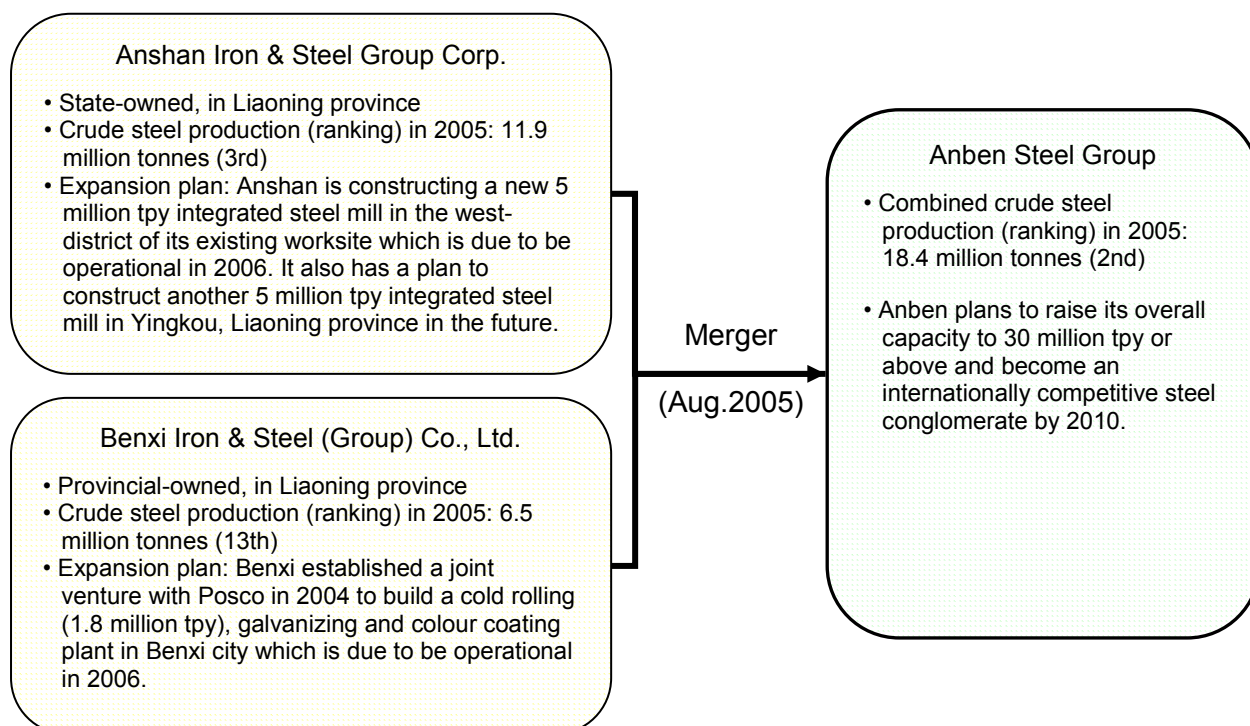 Anshan Iron & Steel Group Corp.
• State-owned, in Liaoning province
• Crude steel production (ranking) in 2005: 11.9
million tonnes (3rd)
• Expansion plan: Anshan is constructing a new 5
million tpy integrated steel mill in the west-
district of its existing worksite which is due to be
operational in 2006. It also has a plan to
construct another 5 million tpy integrated steel
mill in Yingkou, Liaoning province in the future.
Benxi Iron & Steel (Group) Co., Ltd.
• Provincial-owned, in Liaoning province
• Crude steel production (ranking) in 2005: 6.5
million tonnes (13th)
• Expansion plan: Benxi established a joint
venture with Posco in 2004 to build a cold rolling
(1.8 million tpy), galvanizing and colour coating
plant in Benxi city which is due to be operational
in 2006.
Merger
(Aug.2005)
Anben Steel Group
• Combined crude steel
production (ranking) in 2005:
18.4 million tonnes (2nd)
• Anben plans to raise its overall
capacity to 30 million tpy or
above and become an
internationally competitive steel
conglomerate by 2010.